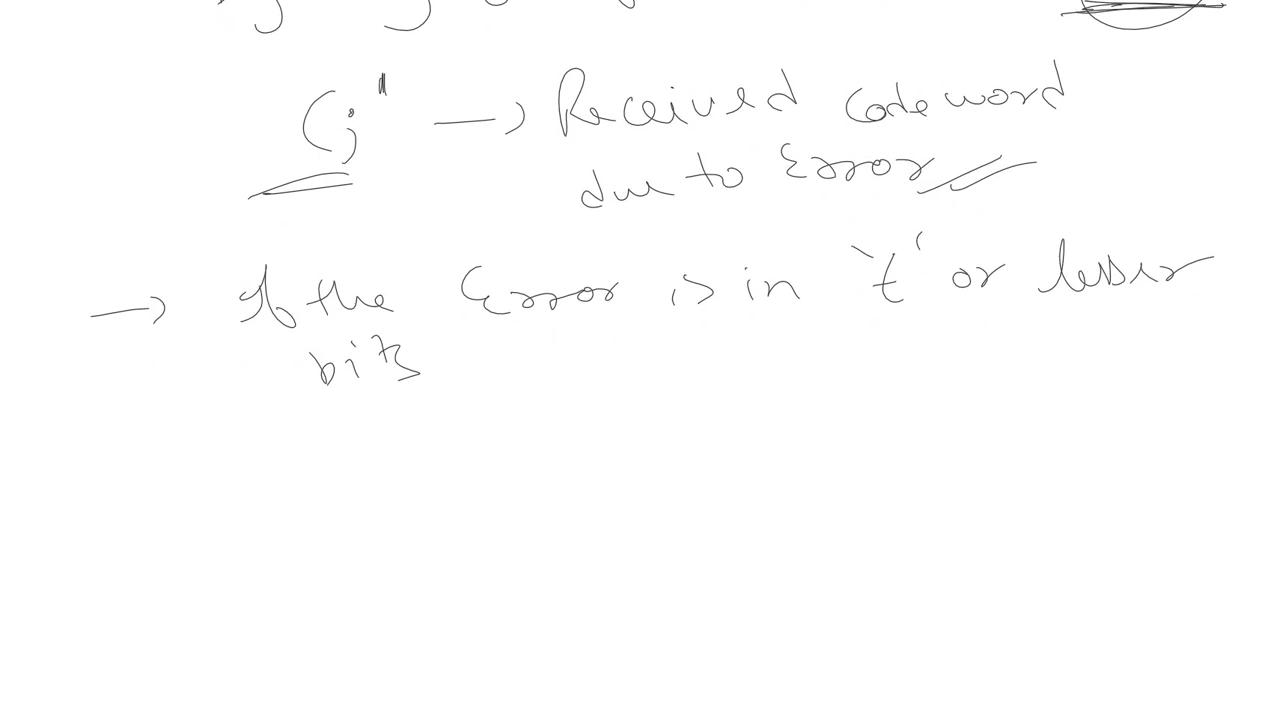 Cj" → Received codeword
due to Error
→ If the Error is in 't' or lesser
bits